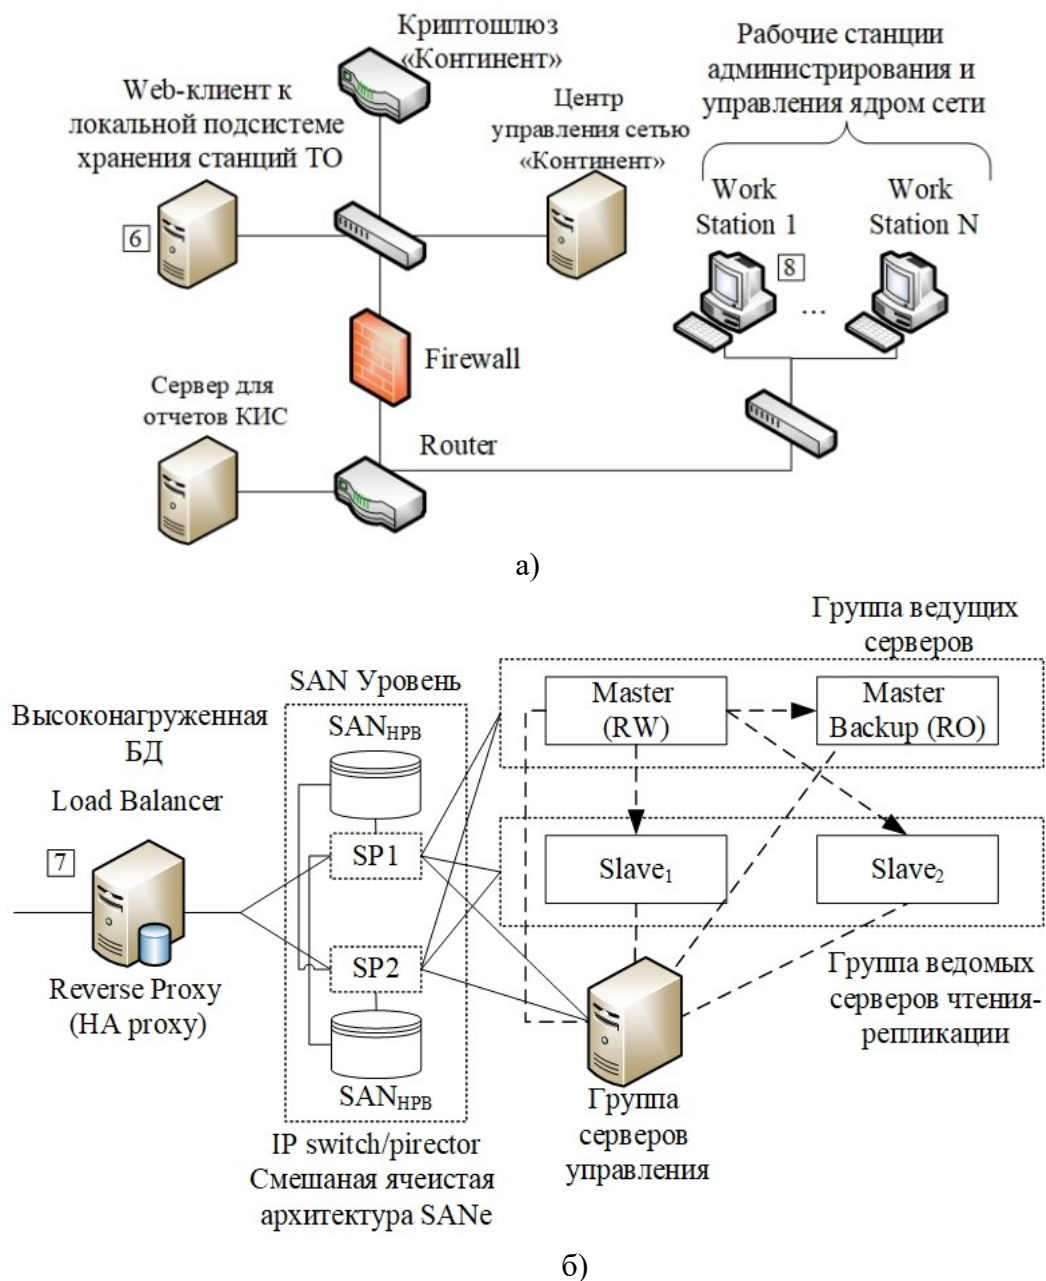 Криптошлюз
«Континент»
Web-клиент к
локальной подсистеме
хранения станций ТО
Центр
управления сетью
«Континент»
Рабочие станции
администрирования и
управления ядром сети
Work
Station 1
Work
Station N
6
8
...
Firewall
Сервер для
отчетов КИС
Router
а)
Группа ведущих
серверов
SAN Уровень
Высоконагруженная
БД
Load Balancer
7
Reverse Proxy
(HA proxy)
SANHPB
SP1
SP2
SANHPB
IP switch/pirector
Смешаная ячеистая
архитектура SANe
Master
(RW)
Master
Backup (RO)
Slave1
Slave2
Группа ведомых
серверов чтения-
репликации
Группа
серверов
управления
б)